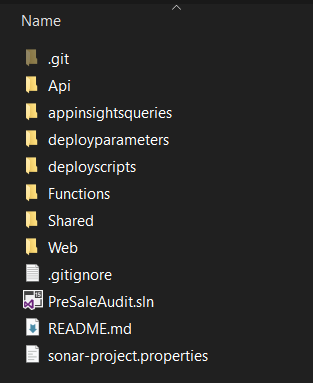 Name
.git
Api
appinsightsqueries
deployparameters
deployscripts
Functions
Shared
Web
.gitignore
PreSaleAudit.sln
README.md
sonar-project.properties